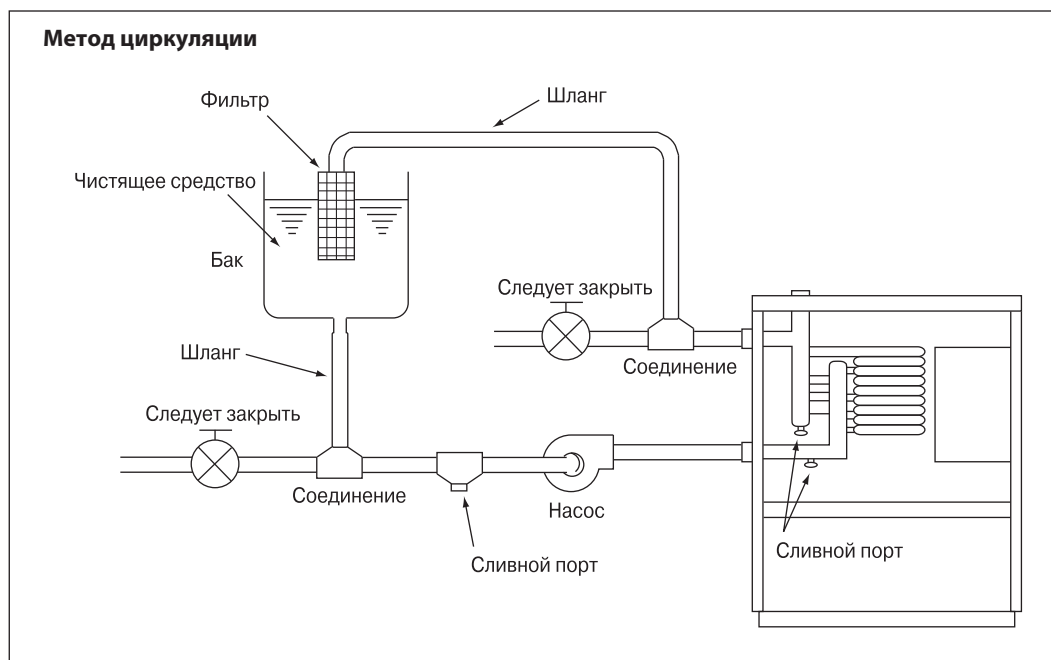 Метод циркуляции
Фильтр
Шланг
Чистящее средство
Бак
Следует закрыть
Шланг
Соединение
Следует закрыть
Соединение
Насос
Сливной порт
Сливной порт